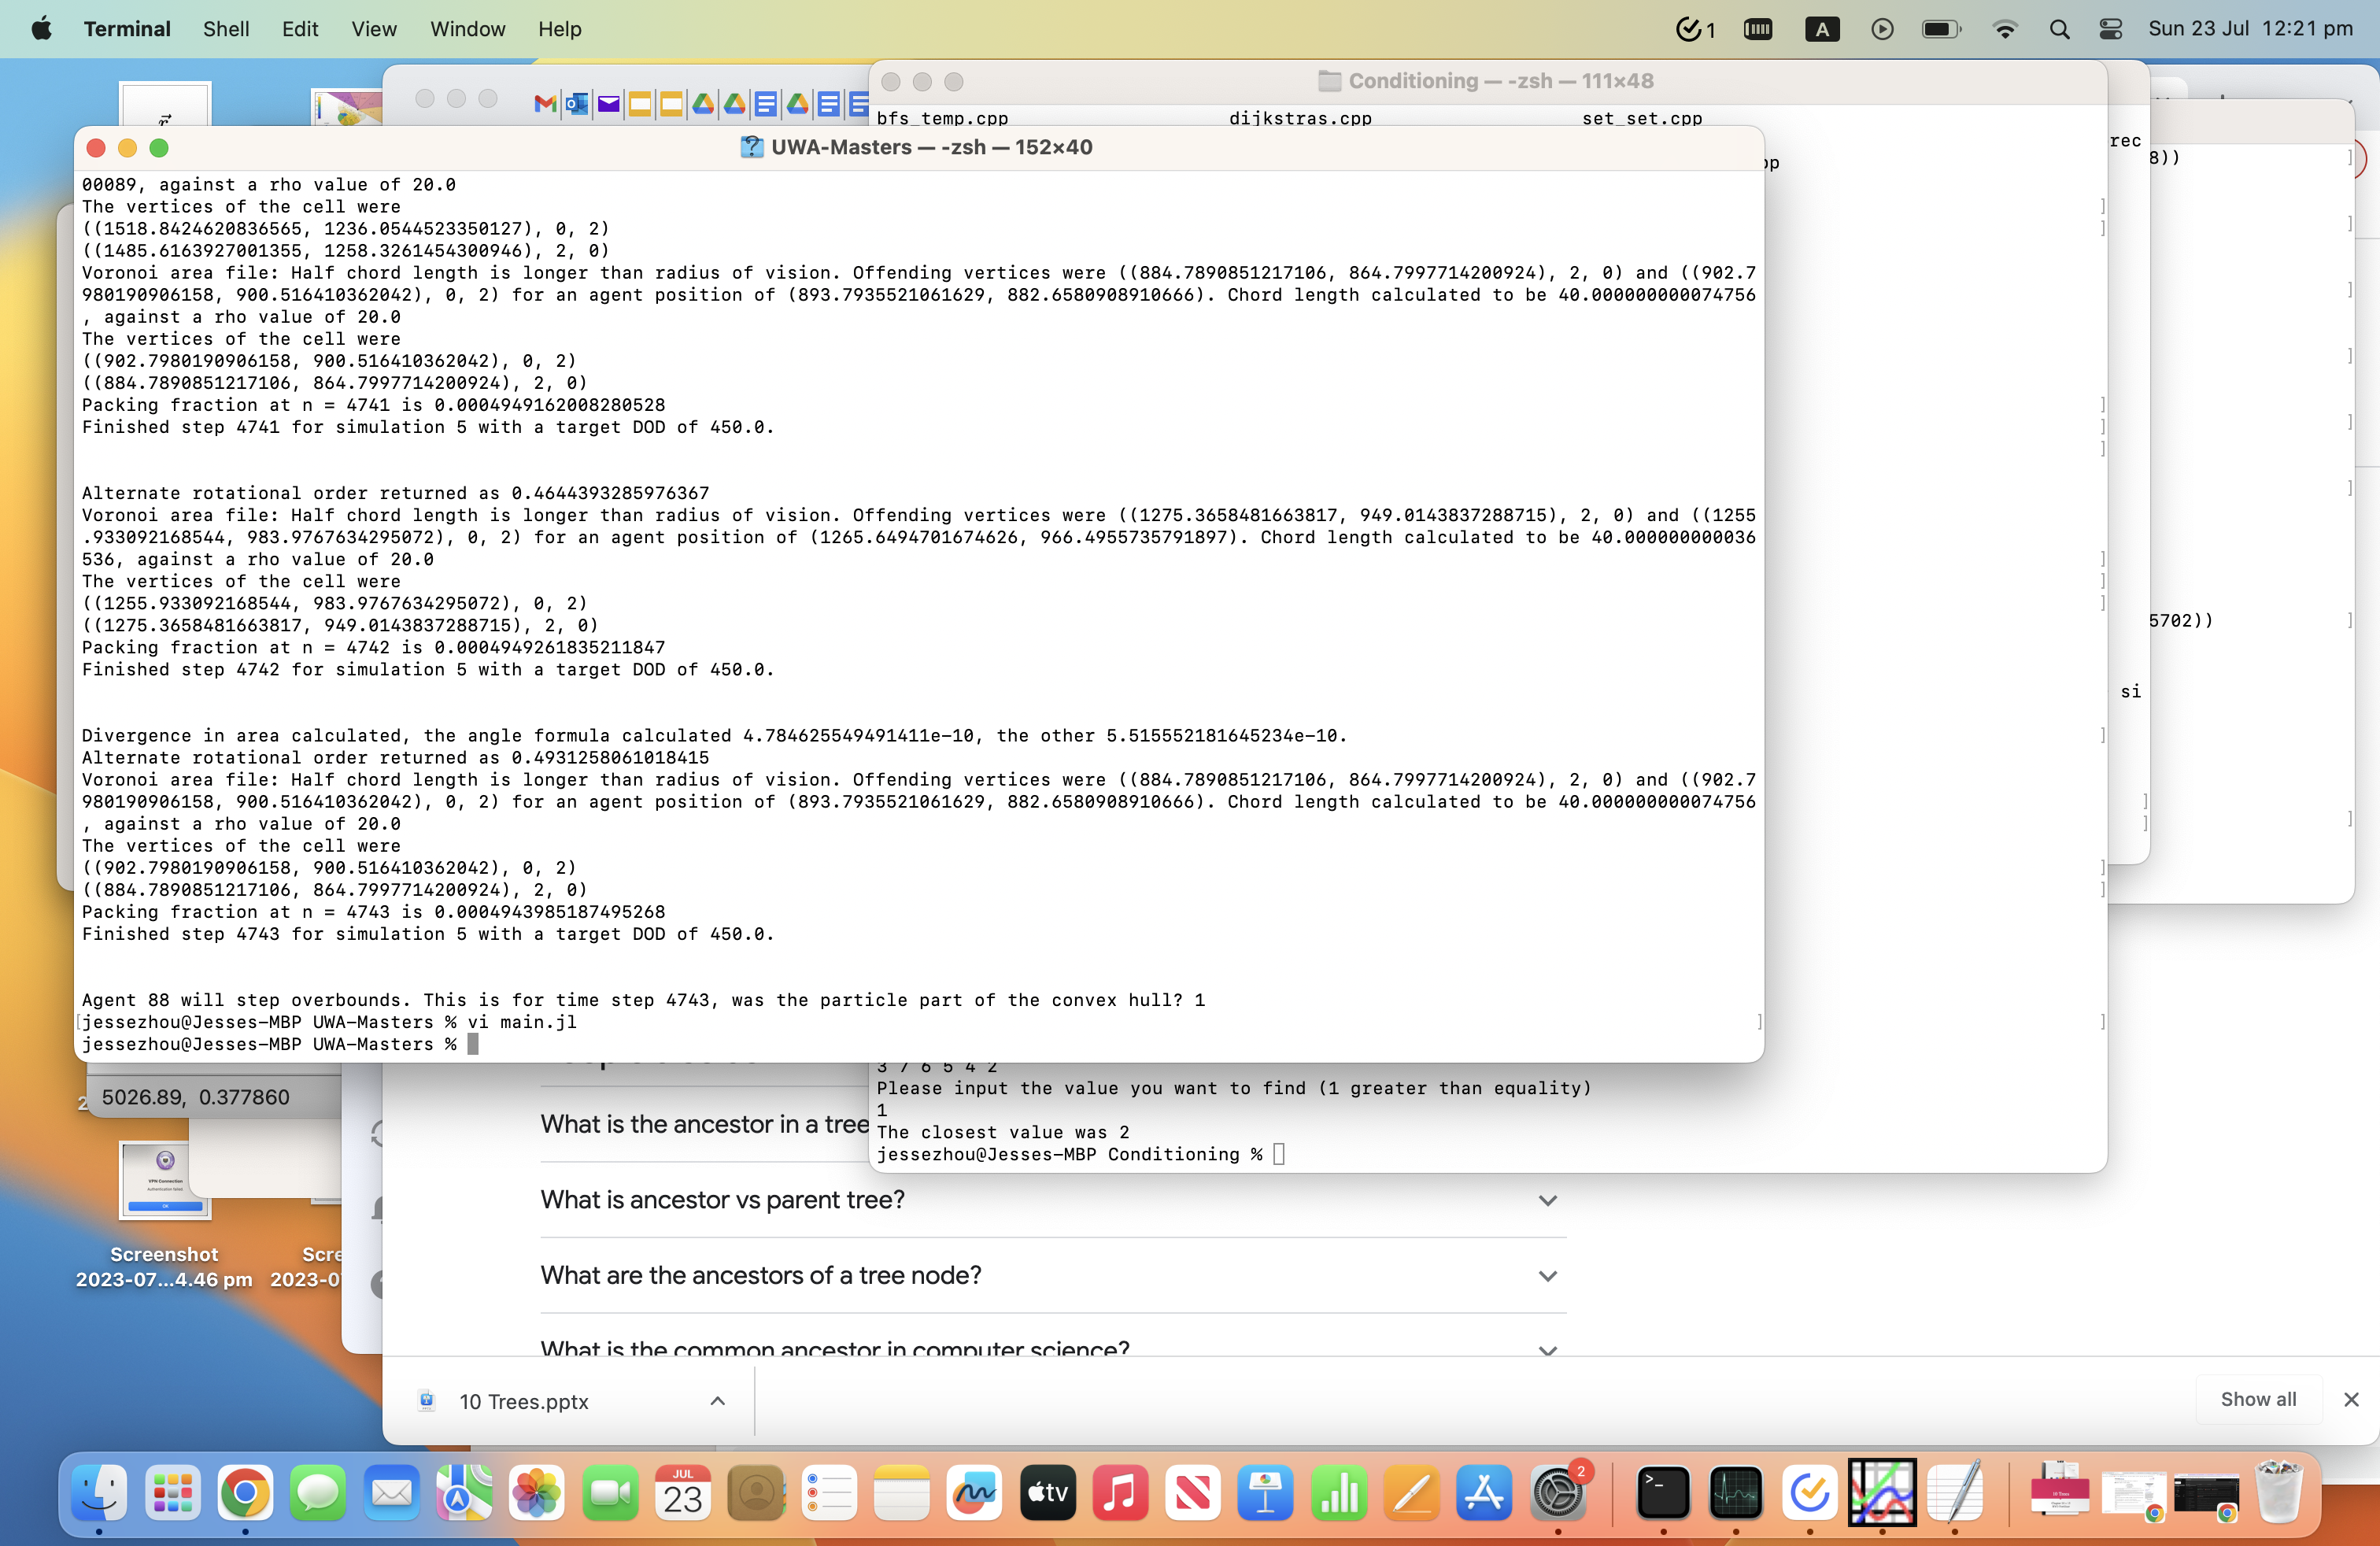 Terminal Shell Edit View Window Help 1 A Sun 23 Jul 12:21 pm
Conditioning — -zsh — 111×48
bfs_temp.cpp dijkstras.cpp set_set.cpp
UWA-Masters — -zsh — 152×40
00089, against a rho value of 20.0
The vertices of the cell were
((1518.8424620836565, 1236.0544523350127), 0, 2)
((1485.6163927001355, 1258.3261454300946), 2, 0)
Voronoi area file: Half chord length is longer than radius of vision. Offending vertices were ((884.7890851217106, 864.7997714200924), 2, 0) and ((902.7
980190906158, 900.516410362042), 0, 2) for an agent position of (893.7935521061629, 882.6580908910666). Chord length calculated to be 40.000000000074756
, against a rho value of 20.0
The vertices of the cell were
((902.7980190906158, 900.516410362042), 0, 2)
((884.7890851217106, 864.7997714200924), 2, 0)
Packing fraction at n = 4741 is 0.0004949162008280528
Finished step 4741 for simulation 5 with a target DOD of 450.0.
Alternate rotational order returned as 0.4644393285976367
Voronoi area file: Half chord length is longer than radius of vision. Offending vertices were ((1275.3658481663817, 949.0143837288715), 2, 0) and ((1255
.933092168544, 983.9767634295072), 0, 2) for an agent position of (1265.6494701674626, 966.4955735791897). Chord length calculated to be 40.000000000036
536, against a rho value of 20.0
The vertices of the cell were
((1255.933092168544, 983.9767634295072), 0, 2)
((1275.3658481663817, 949.0143837288715), 2, 0)
Packing fraction at n = 4742 is 0.0004949261835211847
Finished step 4742 for simulation 5 with a target DOD of 450.0.
Divergence in area calculated, the angle formula calculated 4.784625549491411e-10, the other 5.515552181645234e-10.
Alternate rotational order returned as 0.4931258061018415
Voronoi area file: Half chord length is longer than radius of vision. Offending vertices were ((884.7890851217106, 864.7997714200924), 2, 0) and ((902.7
980190906158, 900.516410362042), 0, 2) for an agent position of (893.7935521061629, 882.6580908910666). Chord length calculated to be 40.000000000074756
, against a rho value of 20.0
The vertices of the cell were
((902.7980190906158, 900.516410362042), 0, 2)
((884.7890851217106, 864.7997714200924), 2, 0)
Packing fraction at n = 4743 is 0.0004943985187495268
Finished step 4743 for simulation 5 with a target DOD of 450.0.
Agent 88 will step overbounds. This is for time step 4743, was the particle part of the convex hull? 1
[jessezhou@Jesses-MBP UWA-Masters % vi main.jl ]
jessezhou@Jesses-MBP UWA-Masters %
rec
8))
pp
5702))
si
3 7 6 5 4 2
Please input the value you want to find (1 greater than equality)
1
The closest value was 2
jessezhou@Jesses-MBP Conditioning %
5026.89, 0.377860
What is the ancestor in a tree
What is ancestor vs parent tree?
What are the ancestors of a tree node?
What is the common ancestor in computer science?
VPN Connection
OK
Screenshot
2023-07...4.46 pm
Scre
2023-0
10 Trees.pptx
Show all
JUL
23
tv
2